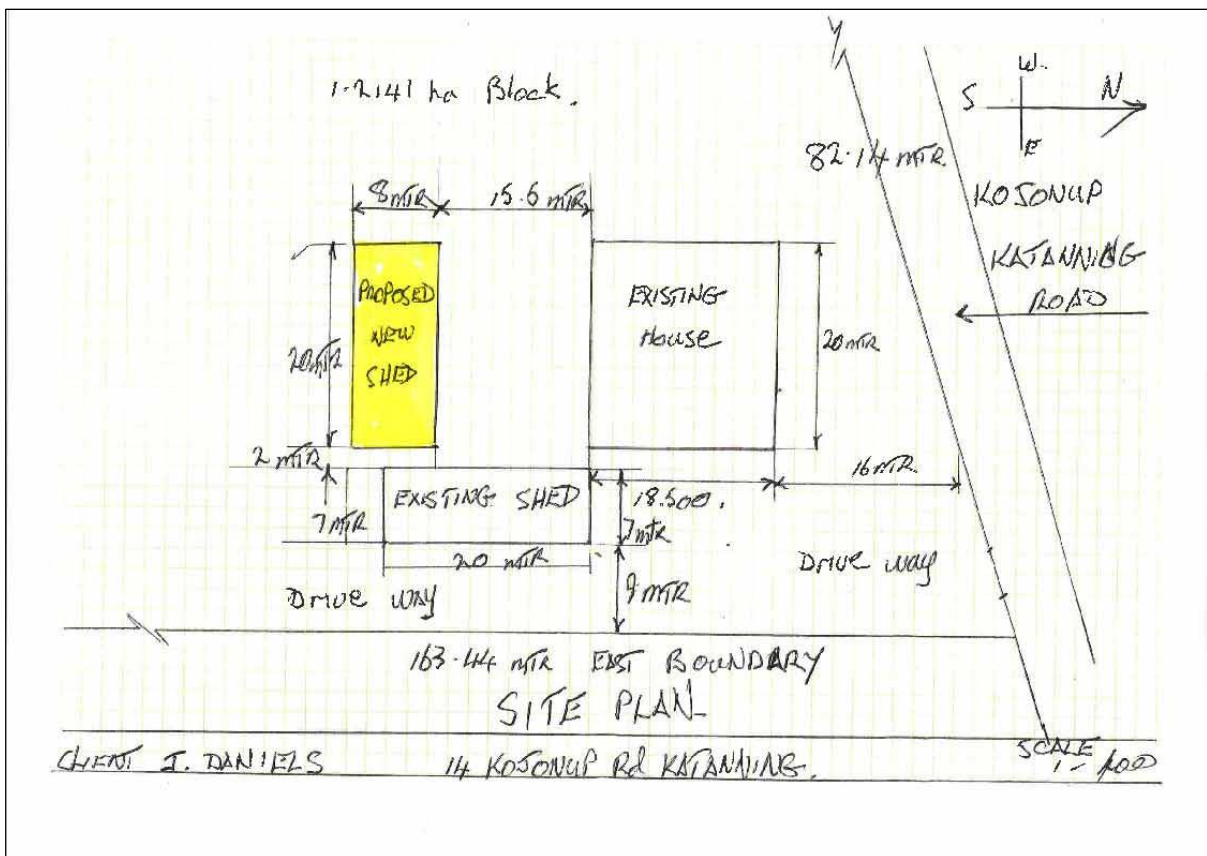 1.2141 ha Block.
W.
S N
E
82.14 MTR.
KOJONUP
KATANNING
ROAD
8MTR
15.6 MTR
PROPOSED
NEW
SHED
20MTR
EXISTING
House
20MTR
2 MTR
16MTR.
EXISTING SHED
18.500.
7MTR
7MTR
20 MTR
Drive way
9MTR
Drive way
163.44 MTR EAST BOUNDARY
SITE PLAN
CLIENT J. DANIELS
14 KOJONUP Rd KATANNING.
SCALE